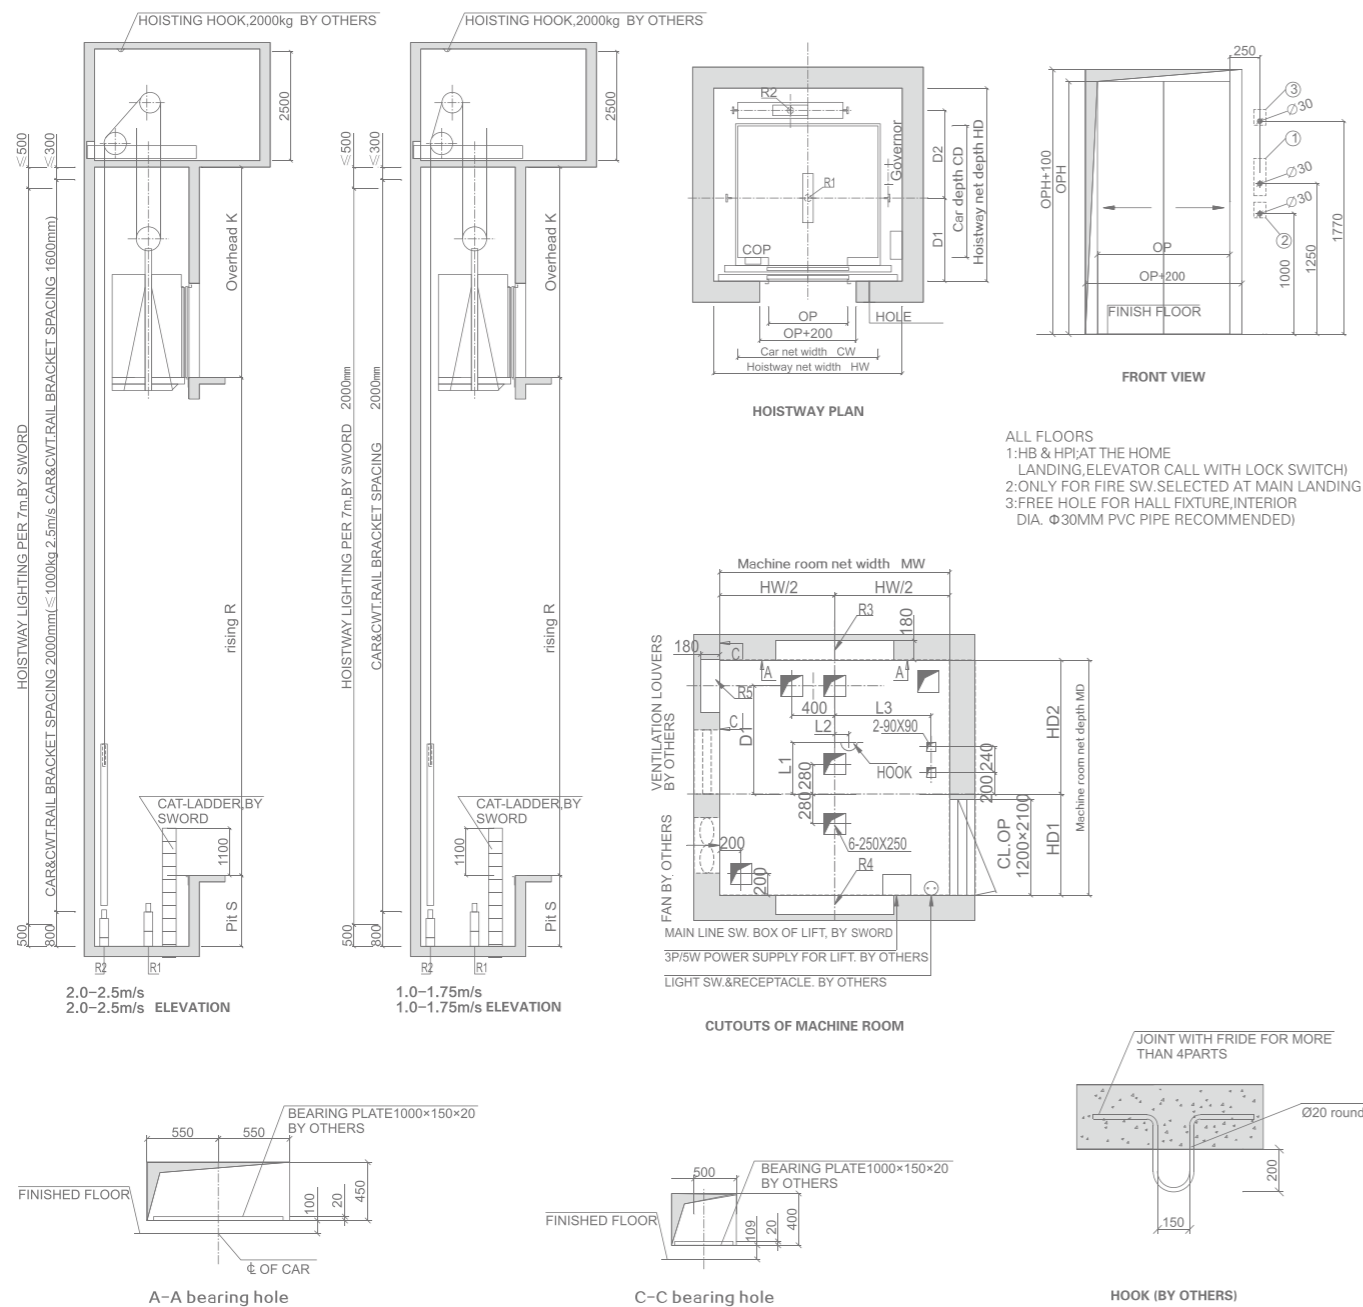 HOISTING HOOK,2000kg BY OTHERS
2500
≤500
≤300
Overhead K
HOISTWAY LIGHTING PER 7m.BY SWORD
CAR&CWT.RAIL BRACKET SPACING 2000mm(≤1000kg 2.5m/s CAR&CWT.RAIL BRACKET SPACING 1600mm)
rising R
CAT-LADDER,BY
SWORD
1100
Pit S
500
800
R2
R1
2.0-2.5m/s
2.0-2.5m/s ELEVATION
HOISTING HOOK,2000kg BY OTHERS
2500
≤500
≤300
Overhead K
HOISTWAY LIGHTING PER 7m,BY SWORD 2000mm
CAR&CWT.RAIL BRACKET SPACING 2000mm
rising R
CAT-LADDER,BY
SWORD
1100
Pit S
500
800
R2
R1
1.0-1.75m/s
1.0-1.75m/s ELEVATION
R2
R1
Governor
D2
D1
Car depth CD
Hoistway net depth HD
COP
HOLE
OP
OP+200
Car net width CW
Hoistway net width HW
HOISTWAY PLAN
250
3
Ø30
1
Ø30
Ø30
2
OPH+100
OPH
OP
OP+200
FINISH FLOOR
1000
1250
1770
FRONT VIEW
ALL FLOORS
1:HB & HPI;AT THE HOME
LANDING,ELEVATOR CALL WITH LOCK SWITCH)
2:ONLY FOR FIRE SW.SELECTED AT MAIN LANDING
3:FREE HOLE FOR HALL FIXTURE,INTERIOR
DIA. Φ30MM PVC PIPE RECOMMENDED)
Machine room net width MW
HW/2
HW/2
R3
180
180
C
A
A
R5
400
L3
C
D1
L2
2-90X90
L1
HOOK
280
280
240
200
HD2
HD1
Machine room net depth MD
CL.OP
1200×2100
VENTILATION LOUVERS
BY OTHERS
FAN BY OTHERS
200
200
6-250X250
R4
MAIN LINE SW. BOX OF LIFT, BY SWORD
3P/5W POWER SUPPLY FOR LIFT. BY OTHERS
LIGHT SW.&RECEPTACLE. BY OTHERS
CUTOUTS OF MACHINE ROOM
BEARING PLATE1000×150×20
BY OTHERS
550
550
FINISHED FLOOR
100
20
450
℄ OF CAR
A-A bearing hole
BEARING PLATE1000×150×20
BY OTHERS
500
FINISHED FLOOR
109
20
400
C-C bearing hole
JOINT WITH FRIDE FOR MORE
THAN 4PARTS
Ø20 round
200
150
HOOK (BY OTHERS)